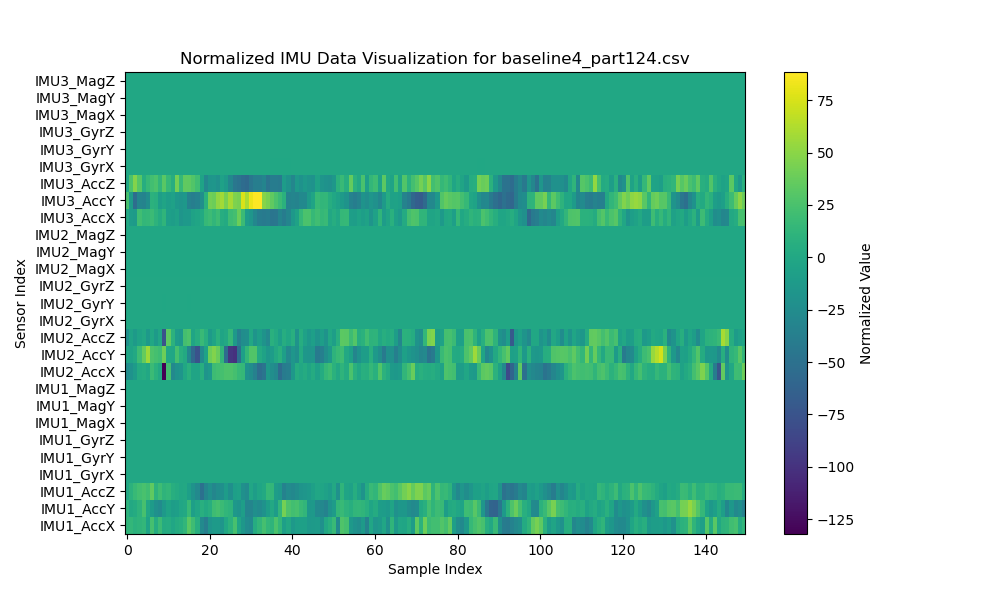 Normalized IMU Data Visualization for baseline4_part124.csv
IMU3_MagZ
IMU3_MagY
IMU3_MagX
IMU3_GyrZ
IMU3_GyrY
IMU3_GyrX
IMU3_AccZ
IMU3_AccY
IMU3_AccX
IMU2_MagZ
IMU2_MagY
IMU2_MagX
IMU2_GyrZ
IMU2_GyrY
IMU2_GyrX
IMU2_AccZ
IMU2_AccY
IMU2_AccX
IMU1_MagZ
IMU1_MagY
IMU1_MagX
IMU1_GyrZ
IMU1_GyrY
IMU1_GyrX
IMU1_AccZ
IMU1_AccY
IMU1_AccX
Sensor Index
0 20 40 60 80 100 120 140
Sample Index
75
50
25
0
−25
−50
−75
−100
−125
Normalized Value